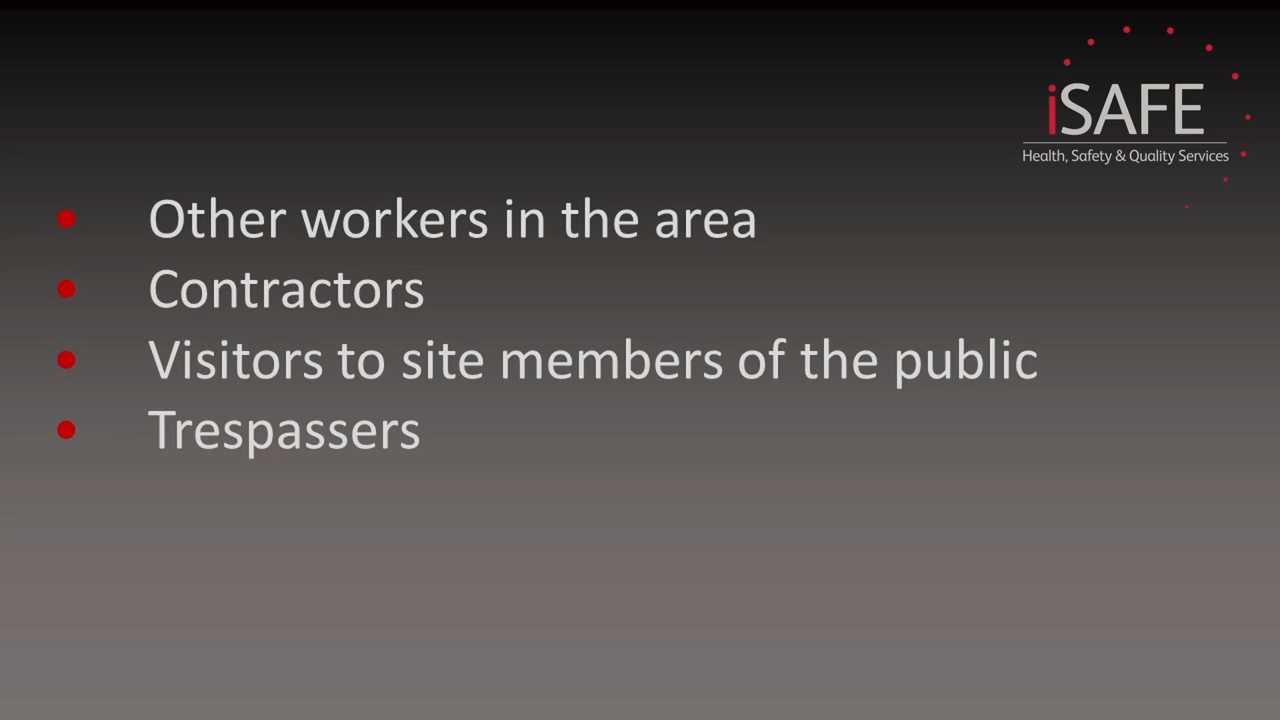 iSAFE
Health, Safety & Quality Services
• Other workers in the area
• Contractors
• Visitors to site members of the public
• Trespassers